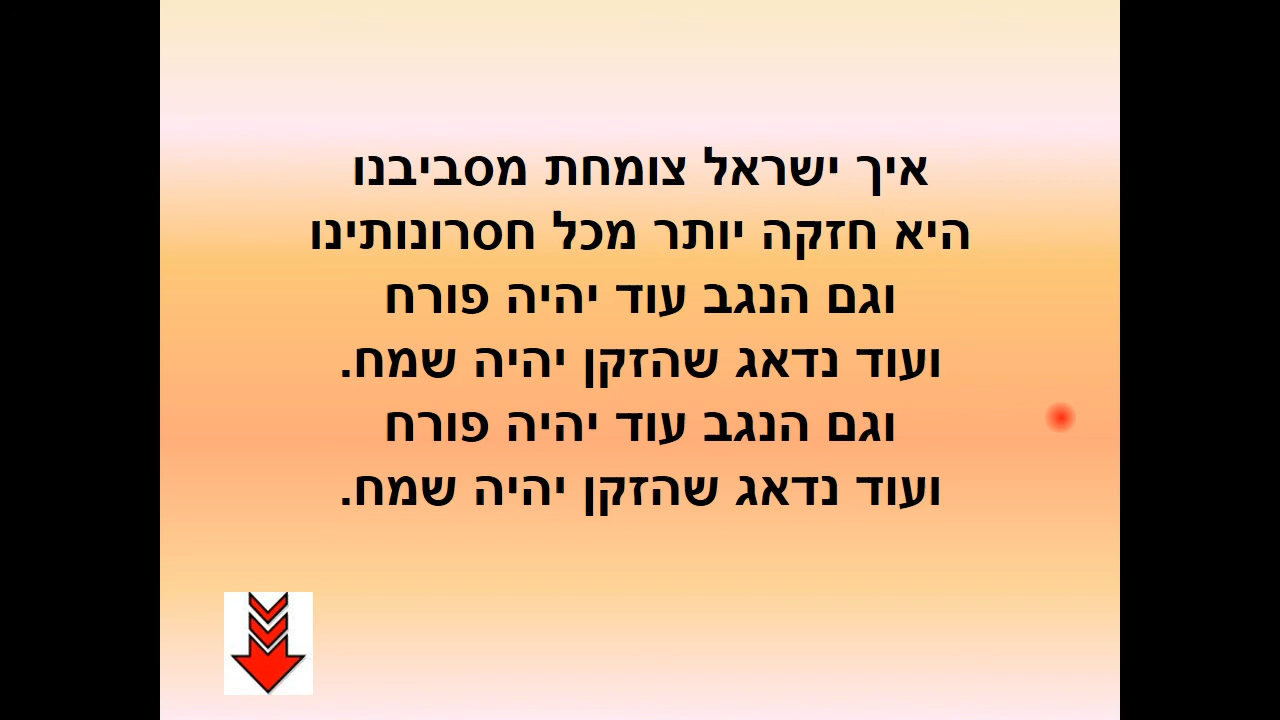 איך ישראל צומחת מסביבנו
היא חזקה יותר מכל חסרונותינו
וגם הנגב עוד יהיה פורח
ועוד נדאג שהזקן יהיה שמח.
וגם הנגב עוד יהיה פורח
ועוד נדאג שהזקן יהיה שמח.